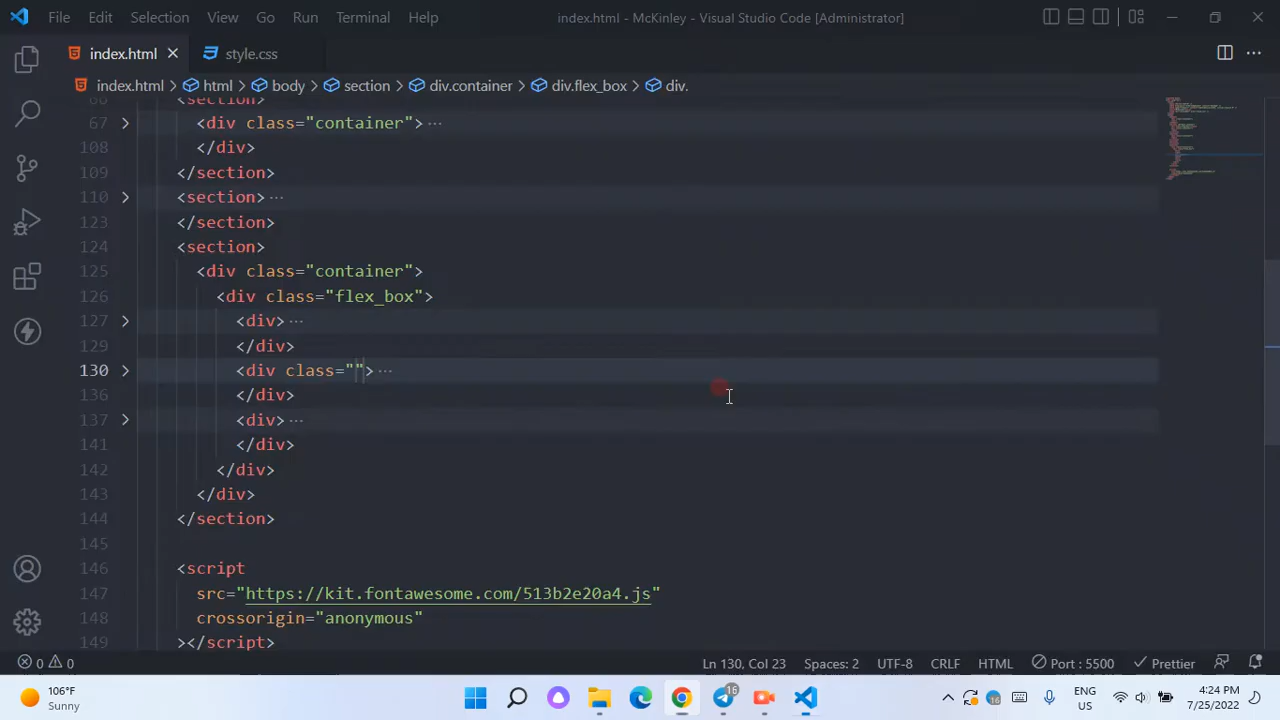 File Edit Selection View Go Run Terminal Help index.html - McKinley - Visual Studio Code [Administrator]
index.html style.css
index.html > html > body > section > div.container > div.flex_box > div.
<section>
67 <div class="container">
108 </div>
109 </section>
110 <section>
123 </section>
124 <section>
125 <div class="container">
126 <div class="flex_box">
127 <div>
129 </div>
130 <div class="">
136 </div>
137 <div>
141 </div>
142 </div>
143 </div>
144 </section>
145
146 <script
147 src="https://kit.fontawesome.com/513b2e20a4.js"
148 crossorigin="anonymous"
149 ></script>
0 0 Ln 130, Col 23 Spaces: 2 UTF-8 CRLF HTML Port : 5500 Prettier
106°F
Sunny
16
16
ENG
US
4:24 PM
7/25/2022